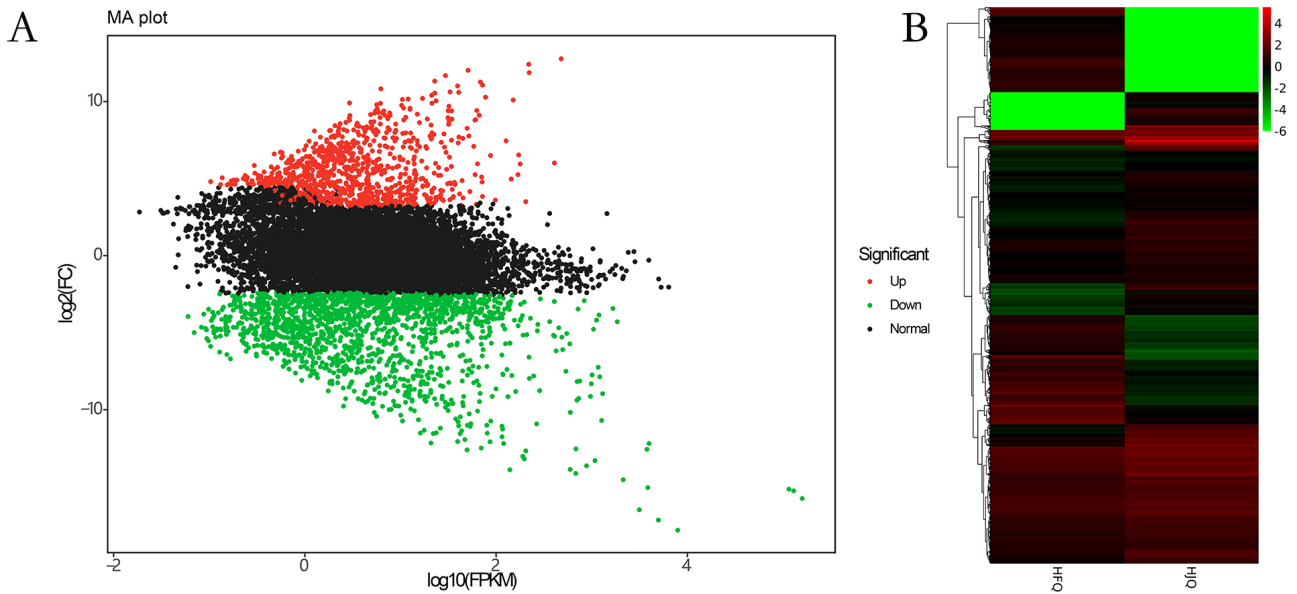 A
MA plot
10
0
−10
log2(FC)
-2
0
2
4
log10(FPKM)
Significant
Up
Down
Normal
B
4
2
0
-2
-4
-6
HFQ
HJQ